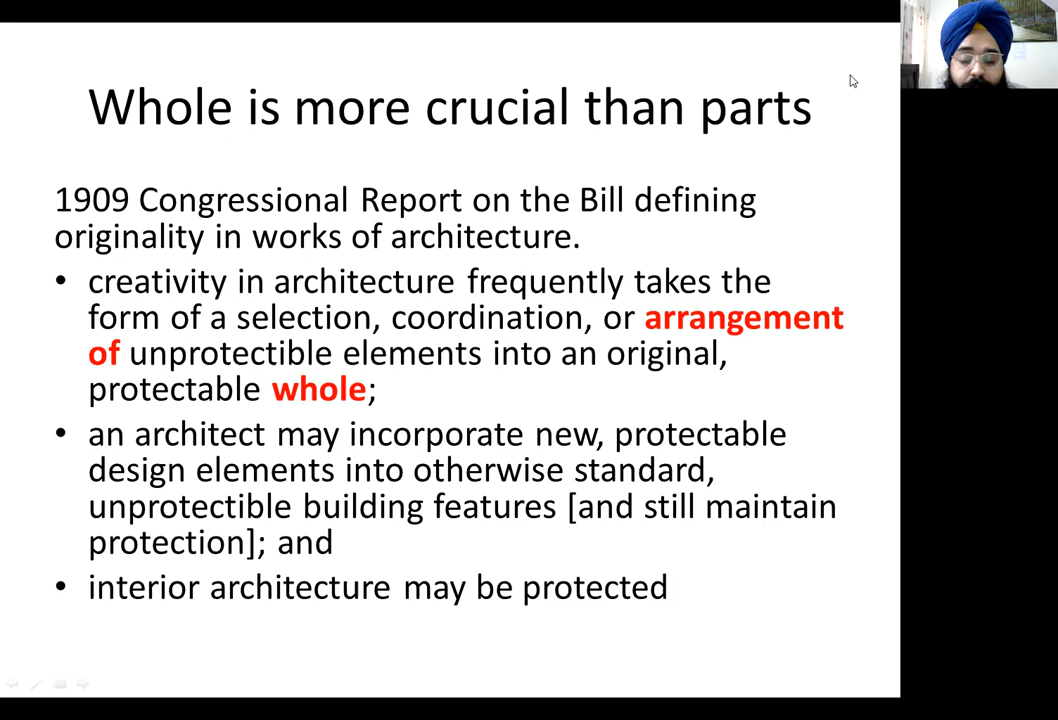 Whole is more crucial than parts
1909 Congressional Report on the Bill defining
originality in works of architecture.
• creativity in architecture frequently takes the
form of a selection, coordination, or arrangement
of unprotectible elements into an original,
protectable whole;
• an architect may incorporate new, protectable
design elements into otherwise standard,
unprotectible building features [and still maintain
protection]; and
• interior architecture may be protected